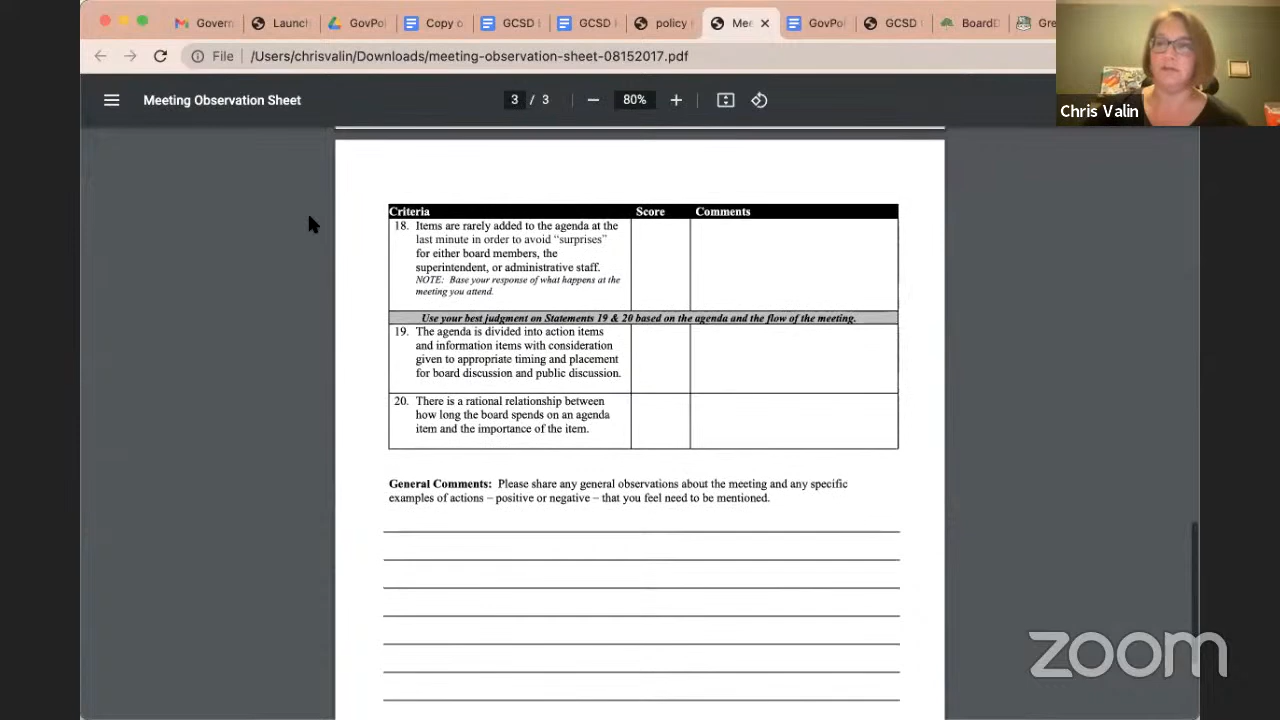 Govern
Launch
GovPol
Copy o
GCSD
GCSD
policy
Mee
GovPol
GCSD
BoardD
Gre
File /Users/chrisvalin/Downloads/meeting-observation-sheet-08152017.pdf
Meeting Observation Sheet
3 / 3
80%
Chris Valin
Criteria Score Comments
18. Items are rarely added to the agenda at the
last minute in order to avoid “surprises”
for either board members, the
superintendent, or administrative staff.
NOTE: Base your response of what happens at the
meeting you attend.
Use your best judgment on Statements 19 & 20 based on the agenda and the flow of the meeting.
19. The agenda is divided into action items
and information items with consideration
given to appropriate timing and placement
for board discussion and public discussion.
20. There is a rational relationship between
how long the board spends on an agenda
item and the importance of the item.
General Comments: Please share any general observations about the meeting and any specific
examples of actions – positive or negative – that you feel need to be mentioned.
zoom